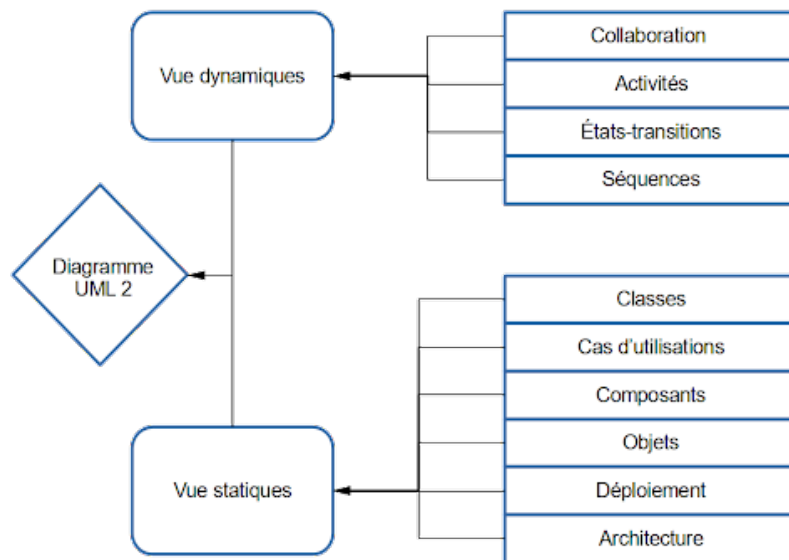 Vue dynamiques
Collaboration
Activités
États-transitions
Séquences
Diagramme
UML 2
Classes
Cas d'utilisations
Composants
Objets
Déploiement
Architecture
Vue statiques